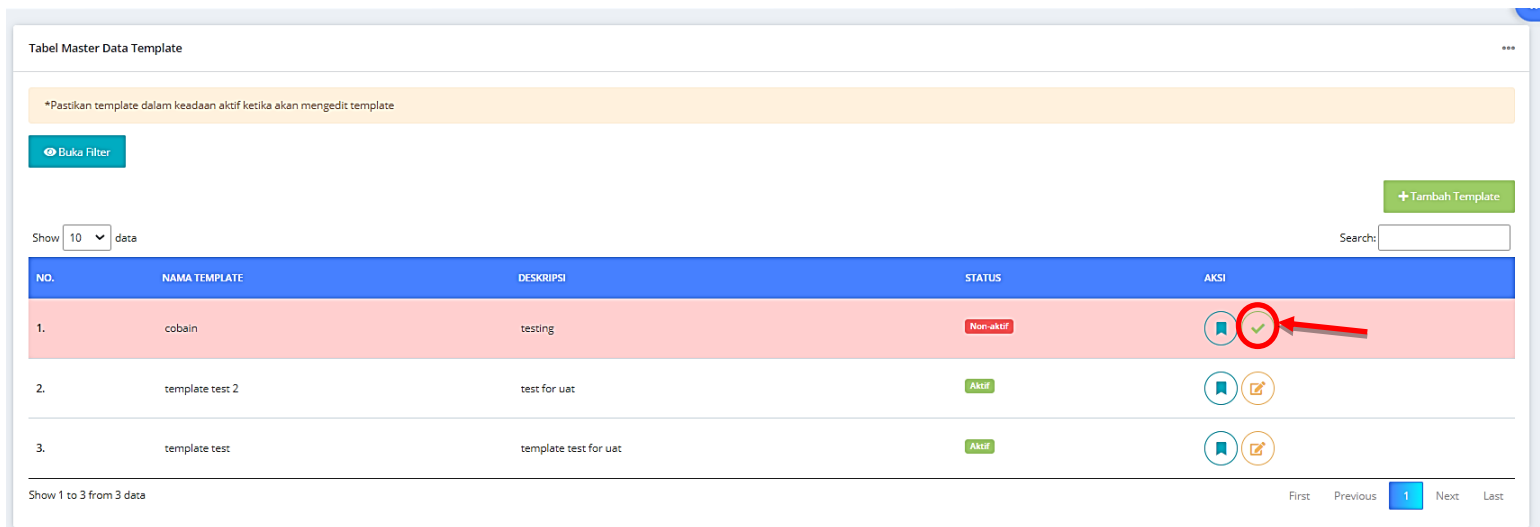 Tabel Master Data Template
*Pastikan template dalam keadaan aktif ketika akan mengedit template
Buka Filter
+Tambah Template
Show 10 data
Search:
NO. NAMA TEMPLATE DESKRIPSI STATUS AKSI
1. cobain testing Non-aktif
2. template test 2 test for uat Aktif
3. template test template test for uat Aktif
Show 1 to 3 from 3 data
First Previous 1 Next Last